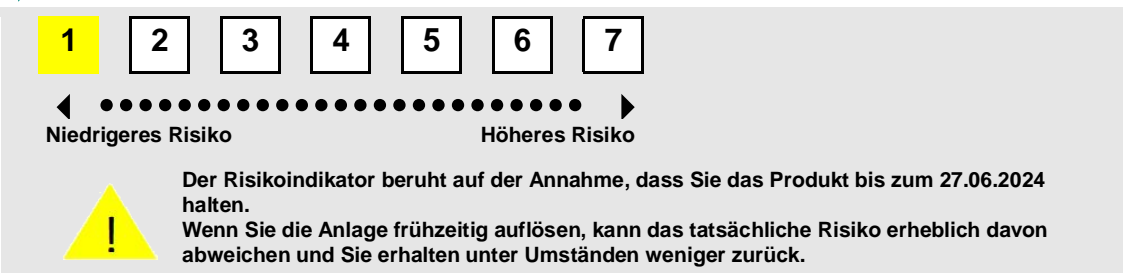 1 2 3 4 5 6 7
Niedrigeres Risiko Höheres Risiko
! Der Risikoindikator beruht auf der Annahme, dass Sie das Produkt bis zum 27.06.2024
halten.
Wenn Sie die Anlage frühzeitig auflösen, kann das tatsächliche Risiko erheblich davon
abweichen und Sie erhalten unter Umständen weniger zurück.